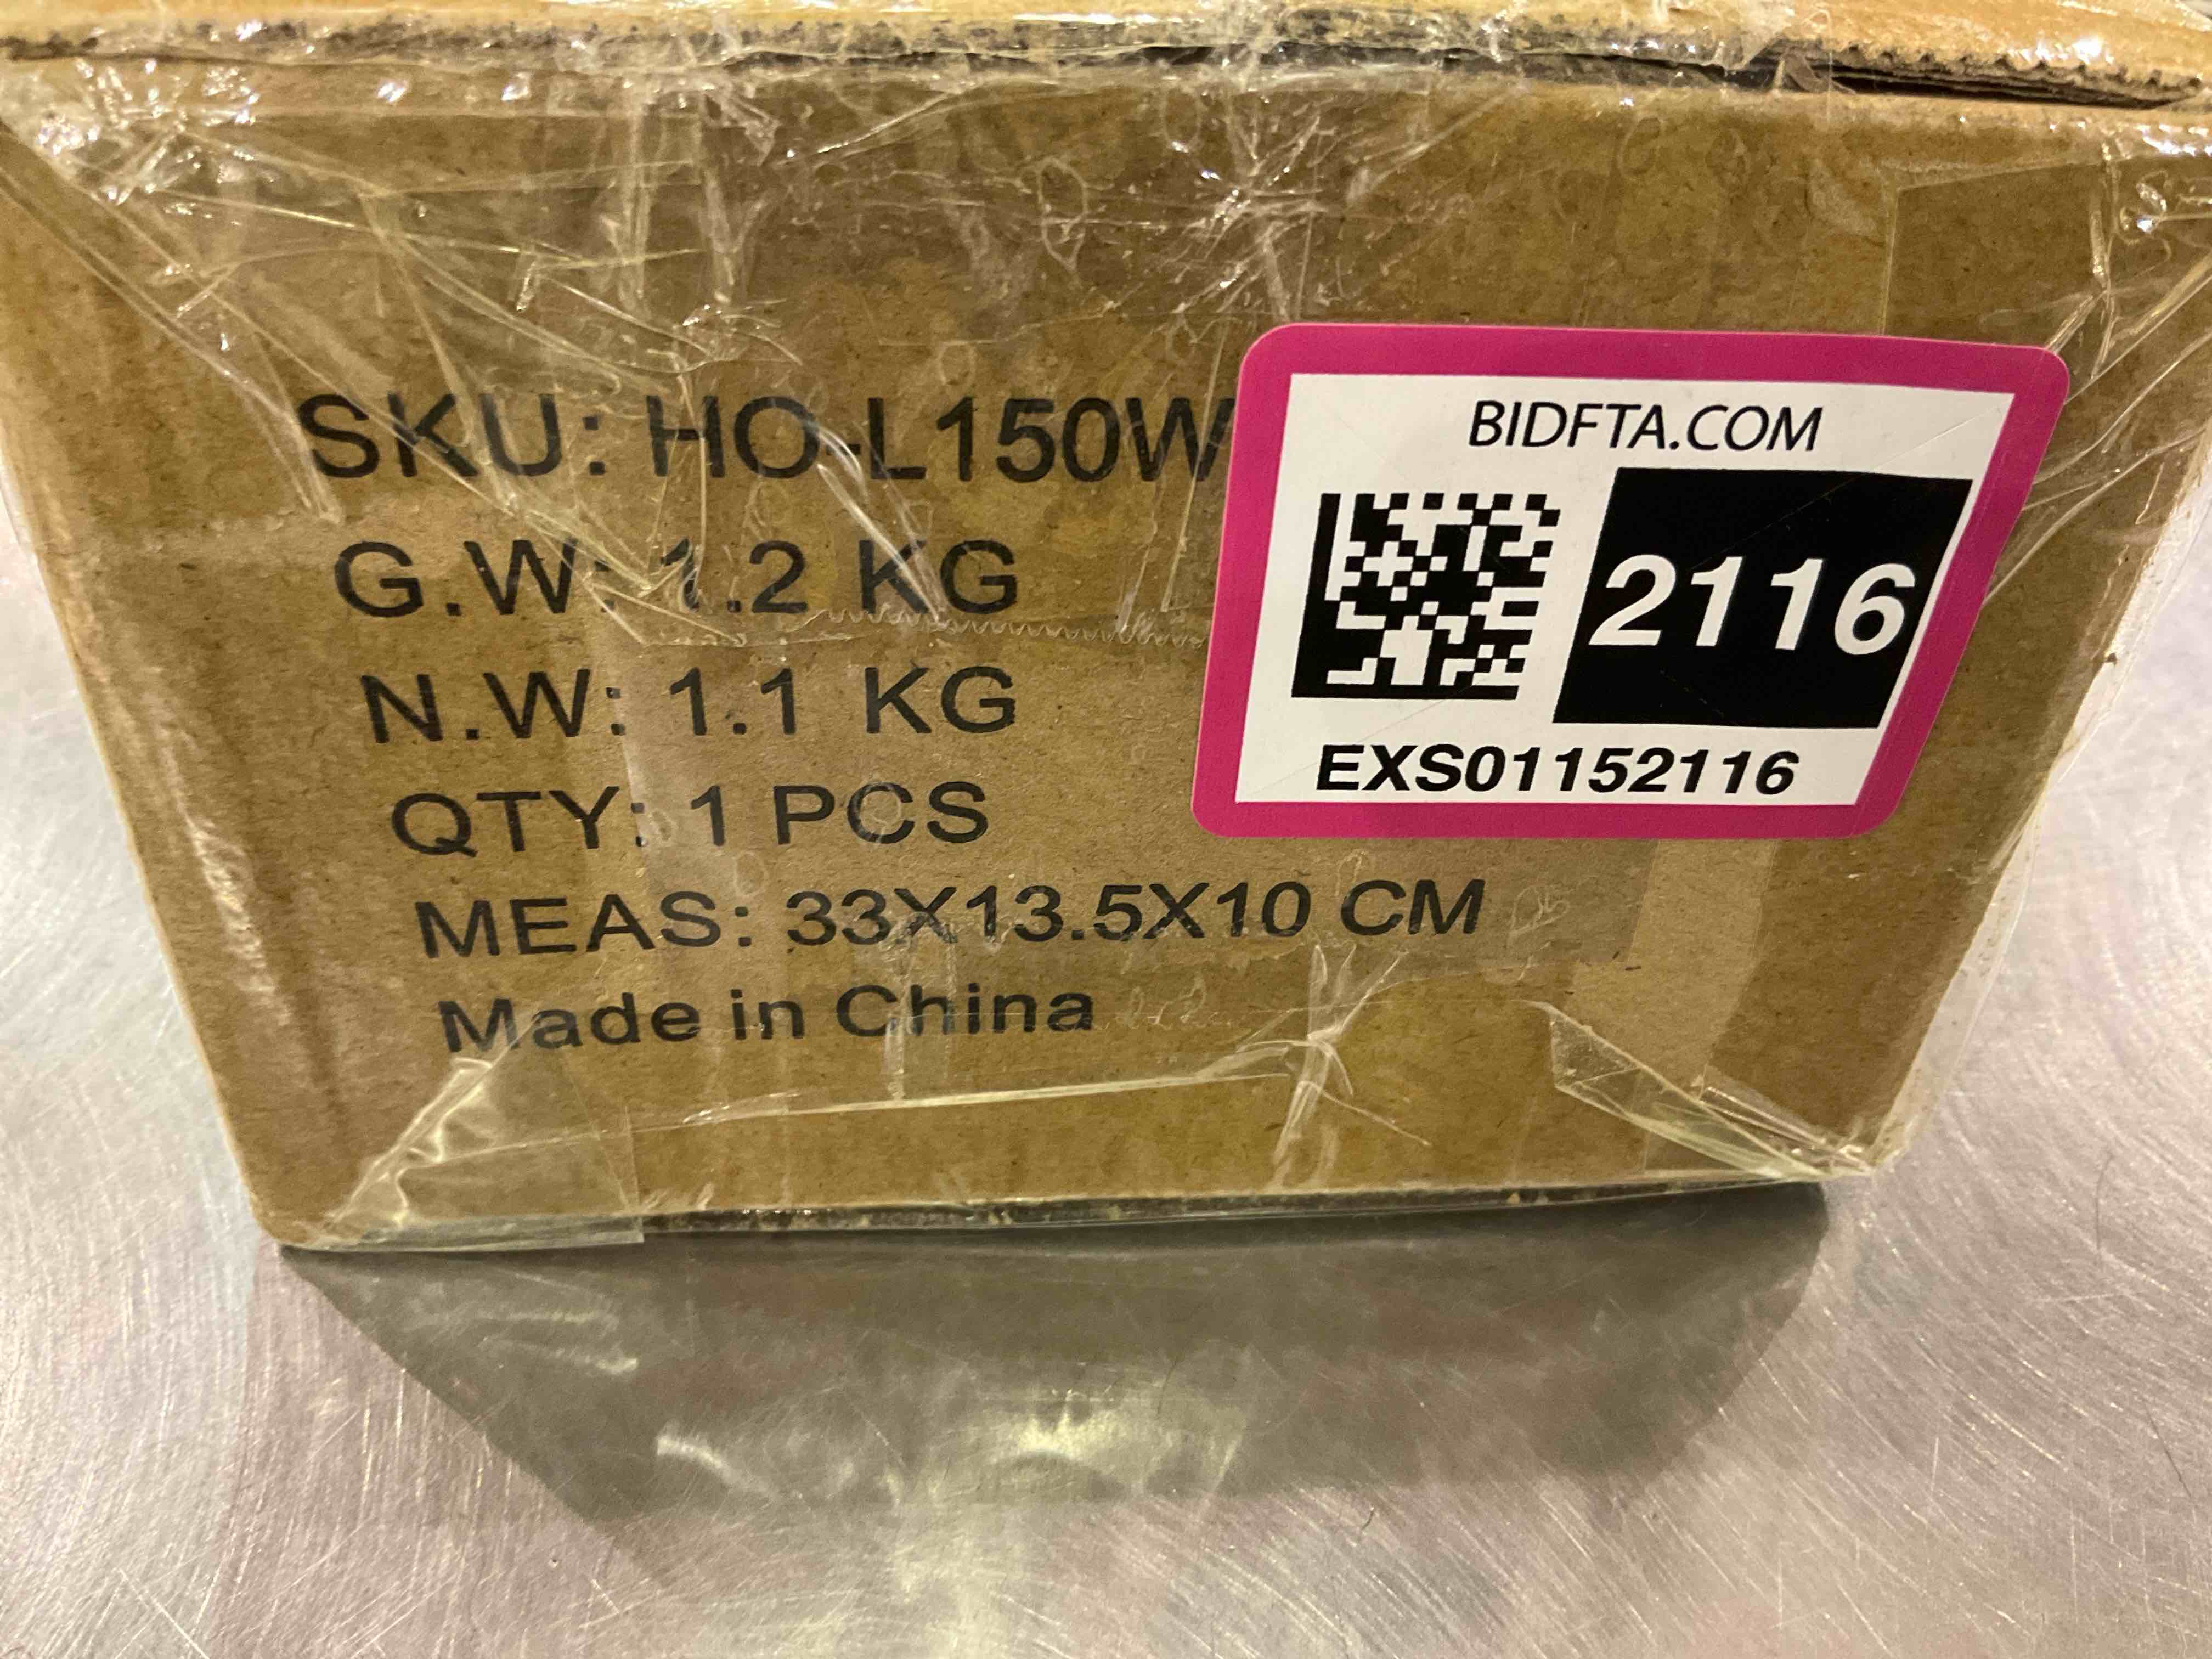 SKU: HO-L150W
G.W: 1.2 KG
N.W: 1.1 KG
QTY: 1 PCS
MEAS: 33X13.5X10 CM
Made in China
BIDFTA.COM
2116
EXS01152116